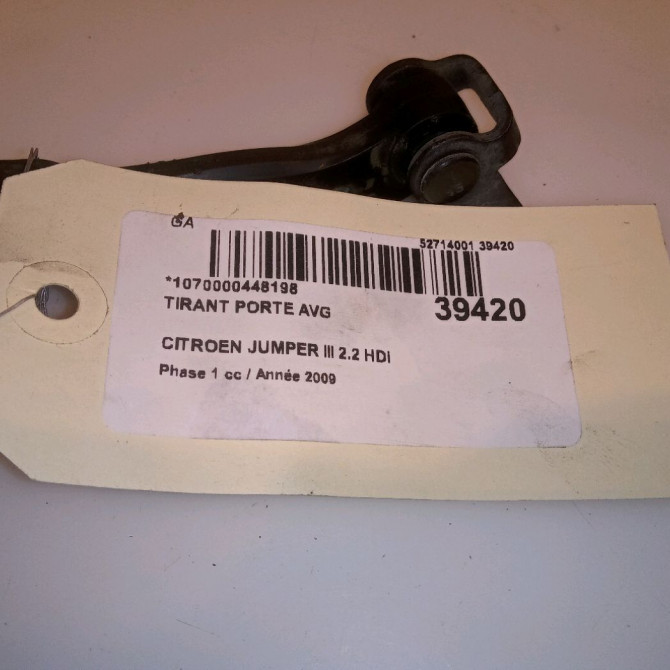 GA
52714001 39420
*1070000448198
39420
TIRANT PORTE AVG
CITROEN JUMPER III 2.2 HDi
Phase 1 cc / Année 2009